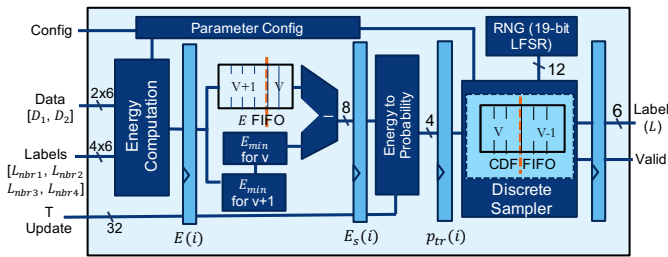 Config
Parameter Config
RNG (19-bit
LFSR)
12
Data
[D1, D2]
2x6
Energy
Computation
V+1
V
E FIFO
Emin
for v
Emin
for v+1
−
8
Energy to
Probability
4
V
V-1
CDF FIFO
Discrete
Sampler
6
Label
(L)
Valid
Labels
[Lnbr1, Lnbr2
Lnbr3, Lnbr4]
4x6
T
Update
32
E(i)
Es(i)
ptr(i)